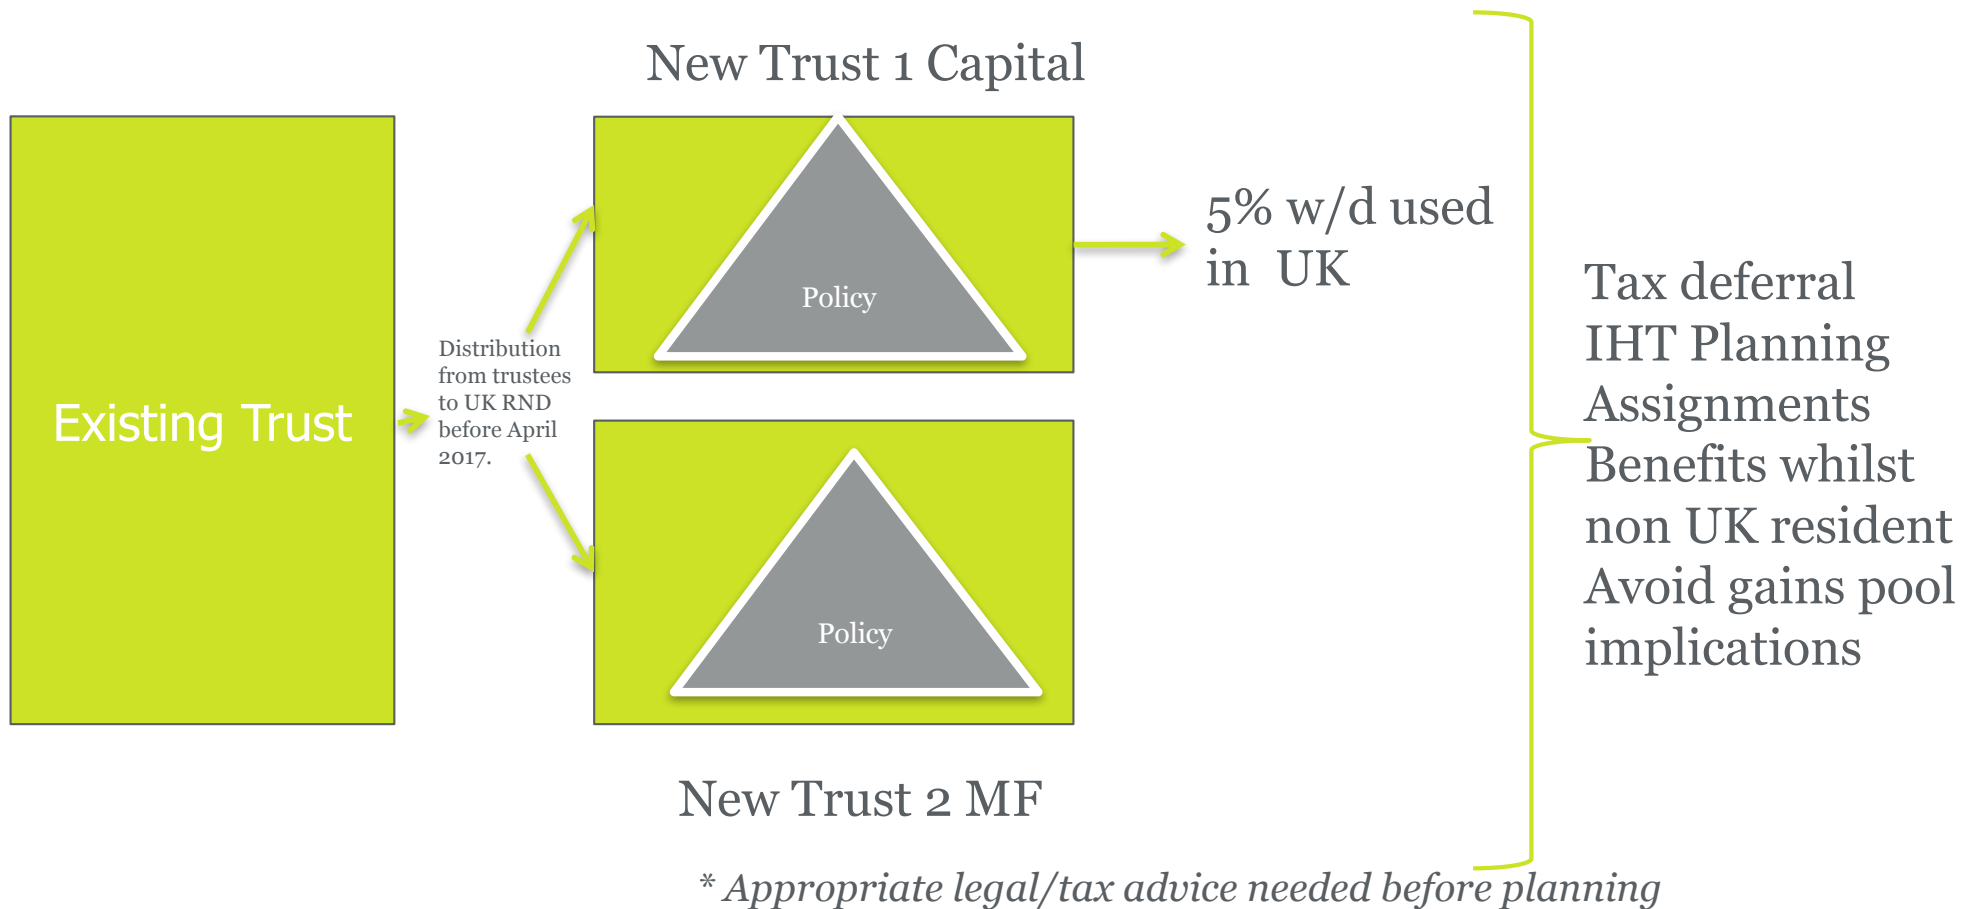 New Trust 1 Capital
Existing Trust
Distribution
from trustees
to UK RND
before April
2017.
Policy
5% w/d used
in UK
Policy
New Trust 2 MF
Tax deferral
IHT Planning
Assignments
Benefits whilst
non UK resident
Avoid gains pool
implications
* Appropriate legal/tax advice needed before planning